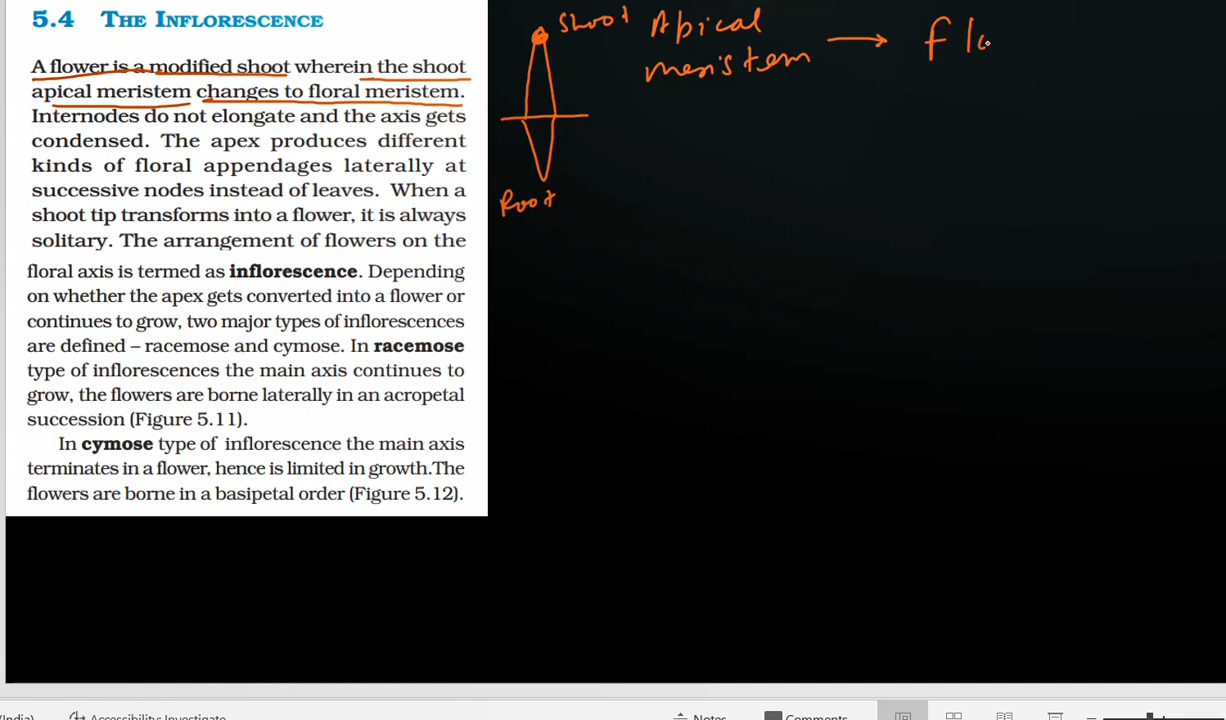 5.4 THE INFLORESCENCE
A flower is a modified shoot wherein the shoot
apical meristem changes to floral meristem.
Internodes do not elongate and the axis gets
condensed. The apex produces different
kinds of floral appendages laterally at
successive nodes instead of leaves. When a
shoot tip transforms into a flower, it is always
solitary. The arrangement of flowers on the
floral axis is termed as inflorescence. Depending
on whether the apex gets converted into a flower or
continues to grow, two major types of inflorescences
are defined – racemose and cymose. In racemose
type of inflorescences the main axis continues to
grow, the flowers are borne laterally in an acropetal
succession (Figure 5.11).
In cymose type of inflorescence the main axis
terminates in a flower, hence is limited in growth.The
flowers are borne in a basipetal order (Figure 5.12).
Shoot Apical
meristem → flo
Root
(India) Accessibility: Investigate Notes Comments